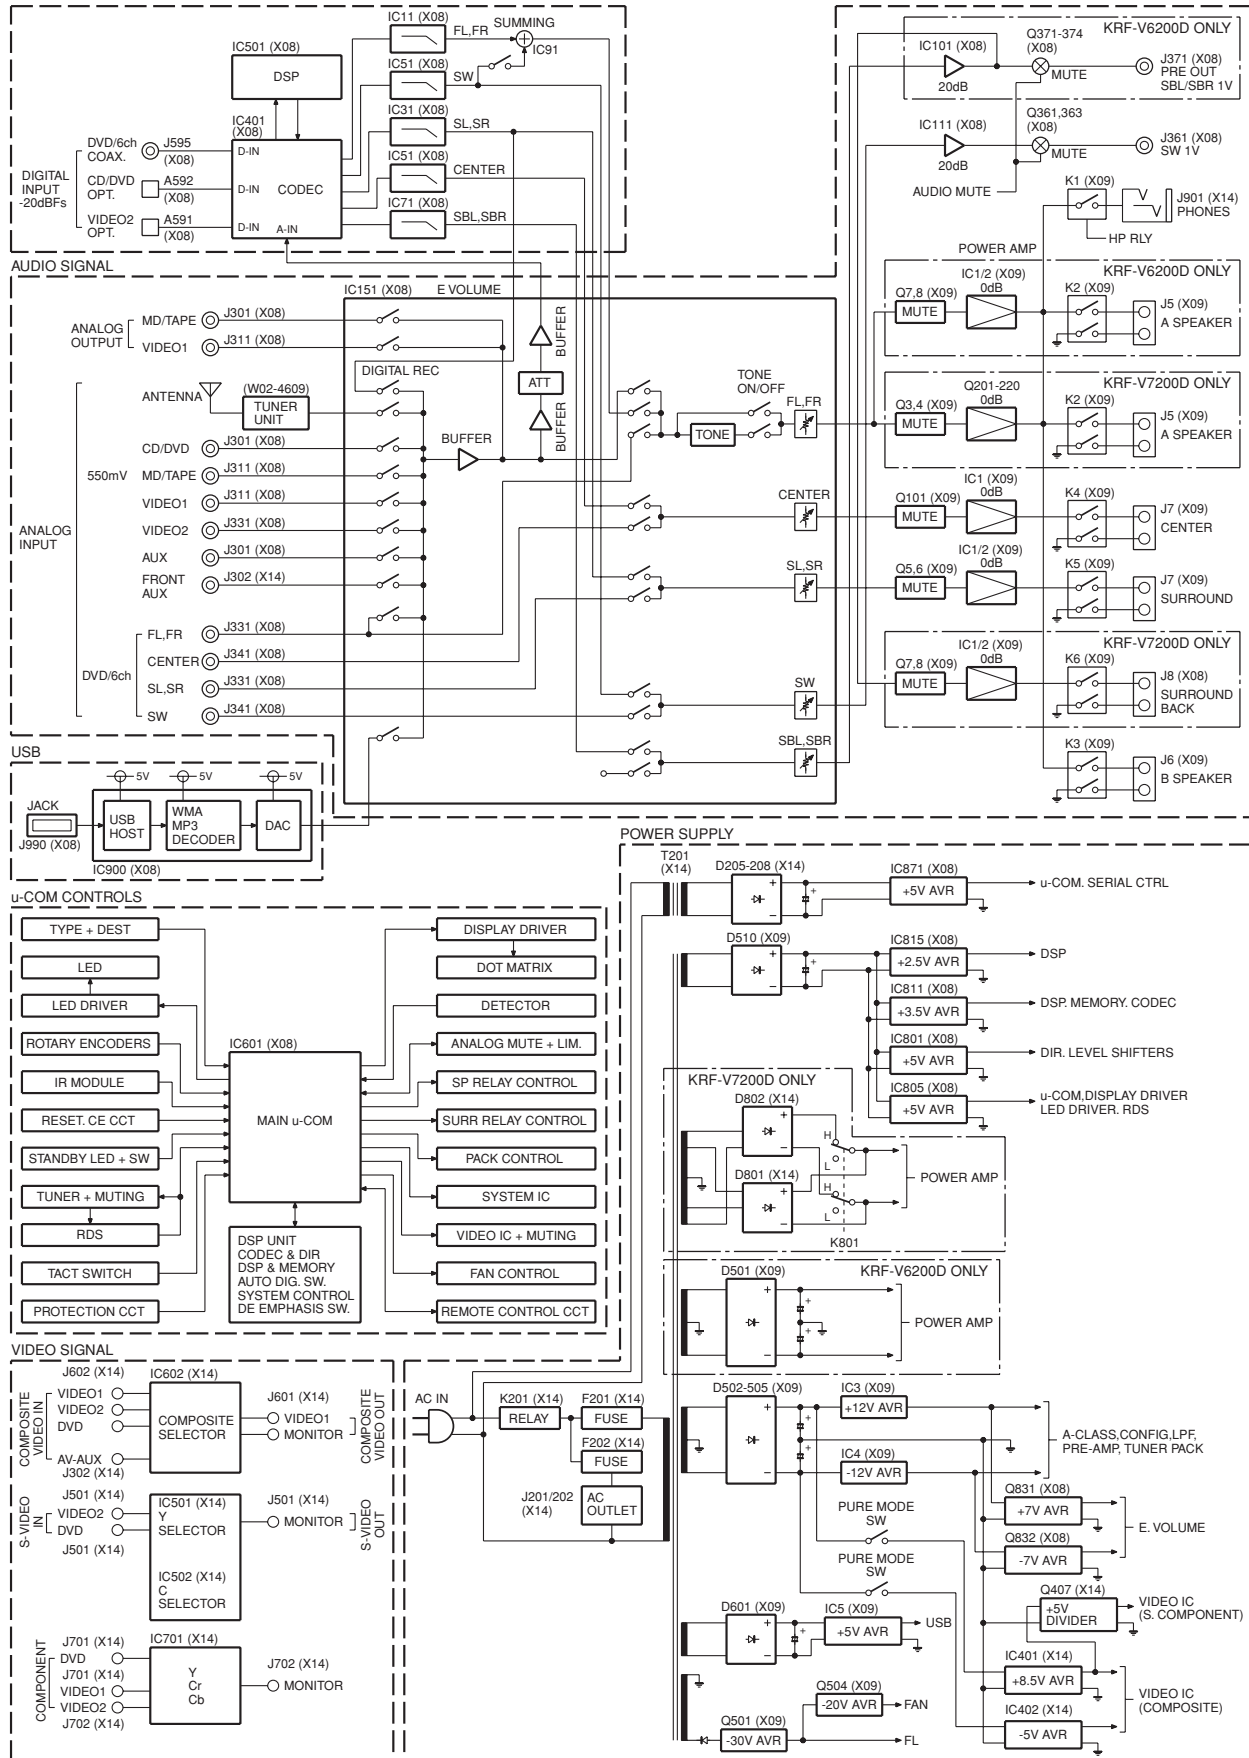 IC11 (X08)
FL,FR
SUMMING
IC91
IC501 (X08)
DSP
IC51 (X08)
SW
IC31 (X08)
SL,SR
IC401
(X08)
DVD/6ch
COAX.
J595
(X08)
D-IN
IC51 (X08)
CENTER
DIGITAL
INPUT
-20dBFs
CD/DVD
OPT.
A592
(X08)
D-IN
CODEC
IC71 (X08)
SBL,SBR
VIDEO2
OPT.
A591
(X08)
D-IN
A-IN
KRF-V6200D ONLY
Q371-374
(X08)
IC101 (X08)
20dB
MUTE
J371 (X08)
PRE OUT
SBL/SBR 1V
IC111 (X08)
20dB
Q361,363
(X08)
MUTE
J361 (X08)
SW 1V
AUDIO MUTE
K1 (X09)
J901 (X14)
PHONES
HP RLY
AUDIO SIGNAL
POWER AMP
IC151 (X08)
E VOLUME
ANALOG
OUTPUT
MD/TAPE
J301 (X08)
VIDEO1
J311 (X08)
BUFFER
ATT
BUFFER
DIGITAL REC
ANTENNA
(W02-4609)
TUNER
UNIT
CD/DVD
J301 (X08)
BUFFER
550mV
MD/TAPE
J311 (X08)
VIDEO1
J311 (X08)
ANALOG
INPUT
VIDEO2
J331 (X08)
AUX
J301 (X08)
FRONT
AUX
J302 (X14)
DVD/6ch
FL,FR
J331 (X08)
CENTER
J341 (X08)
SL,SR
J331 (X08)
SW
J341 (X08)
TONE
ON/OFF
TONE
FL,FR
CENTER
SL,SR
SW
SBL,SBR
KRF-V6200D ONLY
IC1/2 (X09)
0dB
Q7,8 (X09)
MUTE
K2 (X09)
J5 (X09)
A SPEAKER
KRF-V7200D ONLY
Q201-220
0dB
Q3,4 (X09)
MUTE
K2 (X09)
J5 (X09)
A SPEAKER
IC1 (X09)
0dB
Q101 (X09)
MUTE
K4 (X09)
J7 (X09)
CENTER
IC1/2 (X09)
0dB
Q5,6 (X09)
MUTE
K5 (X09)
J7 (X09)
SURROUND
KRF-V7200D ONLY
IC1/2 (X09)
0dB
Q7,8 (X09)
MUTE
K6 (X09)
J8 (X08)
SURROUND
BACK
K3 (X09)
J6 (X09)
B SPEAKER
USB
5V
5V
5V
JACK
J990 (X08)
USB
HOST
WMA
MP3
DECODER
DAC
IC900 (X08)
u-COM CONTROLS
TYPE + DEST
LED
LED DRIVER
ROTARY ENCODERS
IR MODULE
RESET. CE CCT
STANDBY LED + SW
TUNER + MUTING
RDS
TACT SWITCH
PROTECTION CCT
IC601 (X08)
MAIN u-COM
DSP UNIT
CODEC & DIR
DSP & MEMORY
AUTO DIG. SW.
SYSTEM CONTROL
DE EMPHASIS SW.
DISPLAY DRIVER
DOT MATRIX
DETECTOR
ANALOG MUTE + LIM.
SP RELAY CONTROL
SURR RELAY CONTROL
PACK CONTROL
SYSTEM IC
VIDEO IC + MUTING
FAN CONTROL
REMOTE CONTROL CCT
POWER SUPPLY
T201
(X14)
D205-208 (X14)
+
−
+
IC871 (X08)
+5V AVR
u-COM. SERIAL CTRL
D510 (X09)
+
−
+
IC815 (X08)
+2.5V AVR
DSP
IC811 (X08)
+3.5V AVR
DSP. MEMORY. CODEC
IC801 (X08)
+5V AVR
DIR. LEVEL SHIFTERS
IC805 (X08)
+5V AVR
u-COM,DISPLAY DRIVER
LED DRIVER. RDS
KRF-V7200D ONLY
D802 (X14)
+
−
H
L
D801 (X14)
+
−
H
L
K801
POWER AMP
KRF-V6200D ONLY
D501 (X09)
+
−
+
+
POWER AMP
VIDEO SIGNAL
J602 (X14)
COMPOSITE
VIDEO IN
VIDEO1
VIDEO2
DVD
AV-AUX
J302 (X14)
IC602 (X14)
COMPOSITE
SELECTOR
J601 (X14)
VIDEO1
MONITOR
COMPOSITE
VIDEO OUT
J501 (X14)
S-VIDEO
IN
VIDEO2
DVD
J501 (X14)
IC501 (X14)
Y
SELECTOR
IC502 (X14)
C
SELECTOR
J501 (X14)
MONITOR
S-VIDEO
OUT
COMPONENT
J701 (X14)
DVD
J701 (X14)
VIDEO1
VIDEO2
J702 (X14)
IC701 (X14)
Y
Cr
Cb
J702 (X14)
MONITOR
AC IN
K201 (X14)
RELAY
F201 (X14)
FUSE
F202 (X14)
FUSE
J201/202
(X14)
AC
OUTLET
D502-505 (X09)
+
−
+
+
IC3 (X09)
+12V AVR
IC4 (X09)
-12V AVR
A-CLASS,CONFIG,LPF,
PRE-AMP, TUNER PACK
PURE MODE
SW
Q831 (X08)
+7V AVR
E. VOLUME
Q832 (X08)
-7V AVR
PURE MODE
SW
Q407 (X14)
+5V
DIVIDER
VIDEO IC
(S. COMPONENT)
D601 (X09)
+
−
+
IC5 (X09)
+5V AVR
USB
IC401 (X14)
+8.5V AVR
VIDEO IC
(COMPOSITE)
Q504 (X09)
-20V AVR
FAN
IC402 (X14)
-5V AVR
Q501 (X09)
-30V AVR
FL